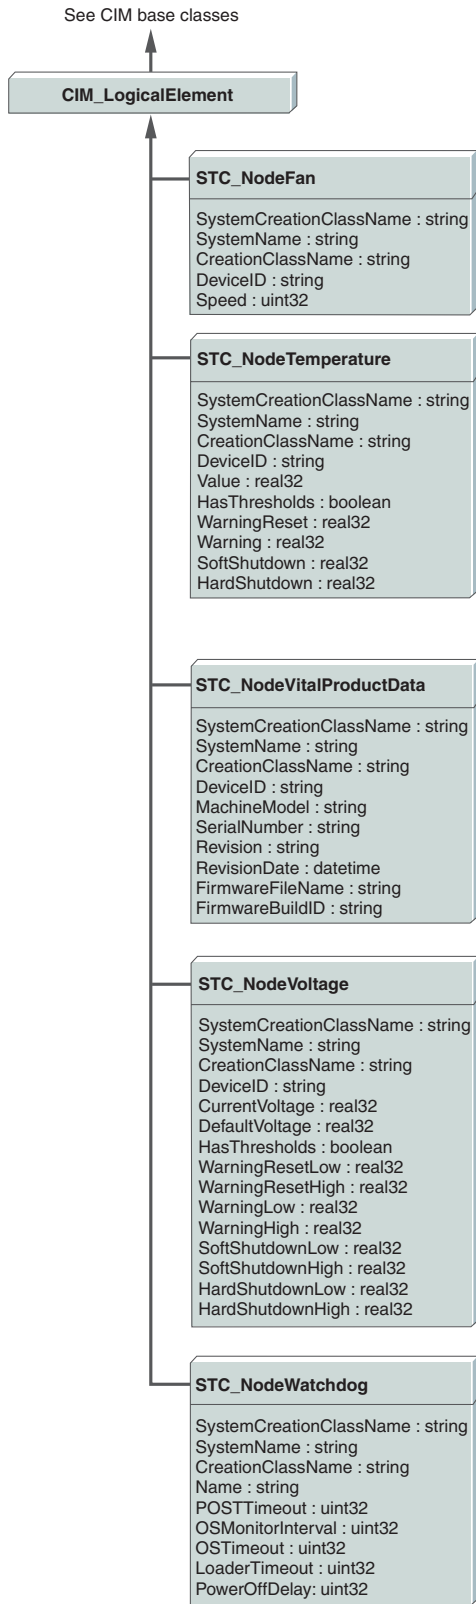 See CIM base classes
CIM_LogicalElement
STC_NodeFan
SystemCreationClassName : string
SystemName : string
CreationClassName : string
DeviceID : string
Speed : uint32
STC_NodeTemperature
SystemCreationClassName : string
SystemName : string
CreationClassName : string
DeviceID : string
Value : real32
HasThresholds : boolean
WarningReset : real32
Warning : real32
SoftShutdown : real32
HardShutdown : real32
STC_NodeVitalProductData
SystemCreationClassName : string
SystemName : string
CreationClassName : string
DeviceID : string
MachineModel : string
SerialNumber : string
Revision : string
RevisionDate : datetime
FirmwareFileName : string
FirmwareBuildID : string
STC_NodeVoltage
SystemCreationClassName : string
SystemName : string
CreationClassName : string
DeviceID : string
CurrentVoltage : real32
DefaultVoltage : real32
HasThresholds : boolean
WarningResetLow : real32
WarningResetHigh : real32
WarningLow : real32
WarningHigh : real32
SoftShutdownLow : real32
SoftShutdownHigh : real32
HardShutdownLow : real32
HardShutdownHigh : real32
STC_NodeWatchdog
SystemCreationClassName : string
SystemName : string
CreationClassName : string
Name : string
POSTTimeout : uint32
OSMonitorInterval : uint32
OSTimeout : uint32
LoaderTimeout : uint32
PowerOffDelay: uint32